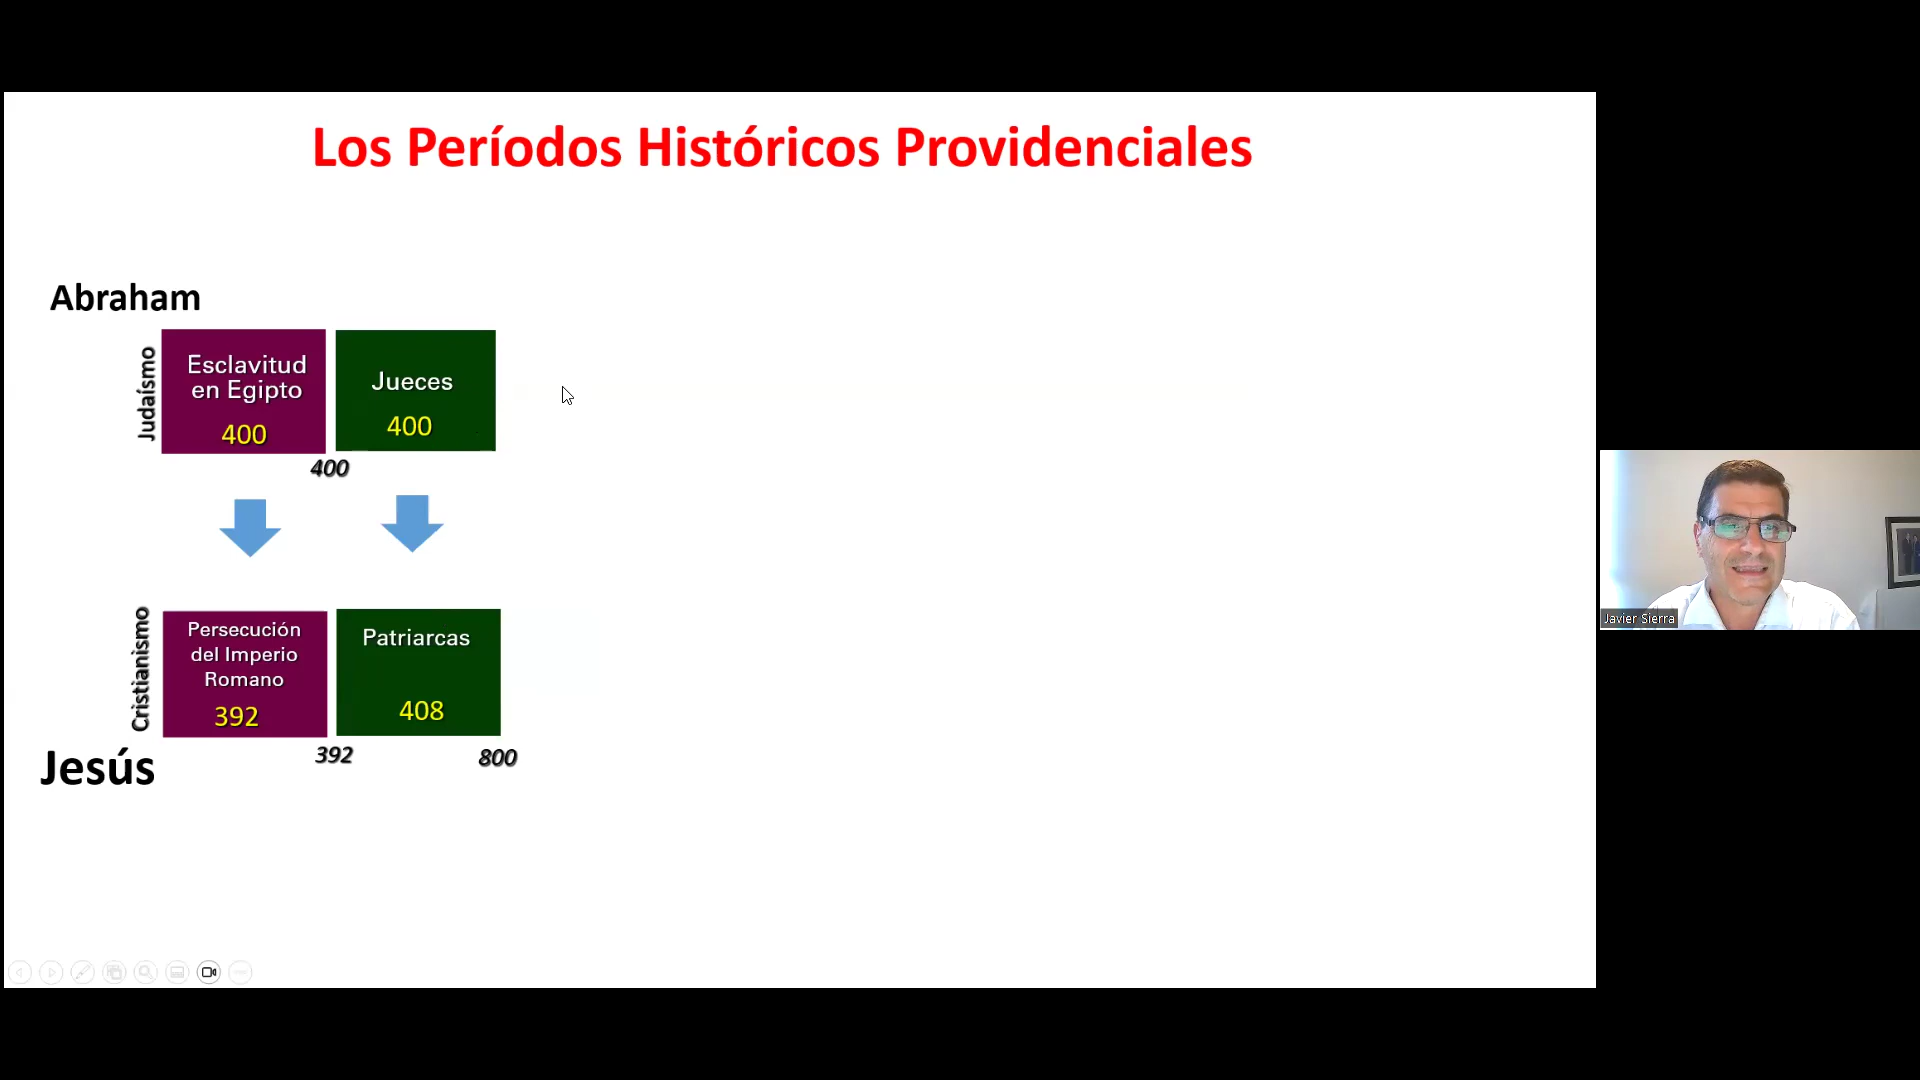 Los Períodos Históricos Providenciales
Abraham
Judaísmo
Esclavitud
en Egipto
400
Jueces
400
400
Cristianismo
Persecución
del Imperio
Romano
392
Patriarcas
408
392
800
Jesús
Javier Sierra